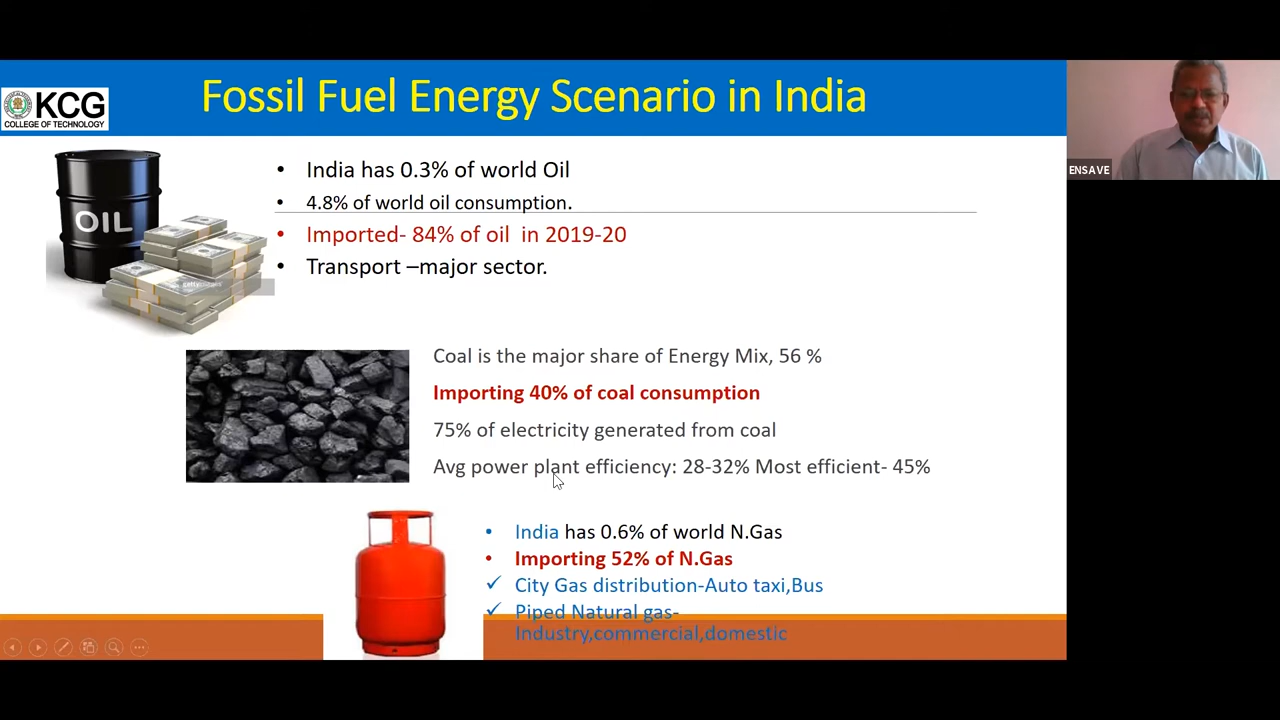 Fossil Fuel Energy Scenario in India
KCG
COLLEGE OF TECHNOLOGY
ENSAVE
OIL
India has 0.3% of world Oil
4.8% of world oil consumption.
Imported- 84% of oil in 2019-20
Transport –major sector.
Coal is the major share of Energy Mix, 56 %
Importing 40% of coal consumption
75% of electricity generated from coal
Avg power plant efficiency: 28-32% Most efficient- 45%
India has 0.6% of world N.Gas
Importing 52% of N.Gas
City Gas distribution-Auto taxi,Bus
Piped Natural gas-
Industry,commercial,domestic